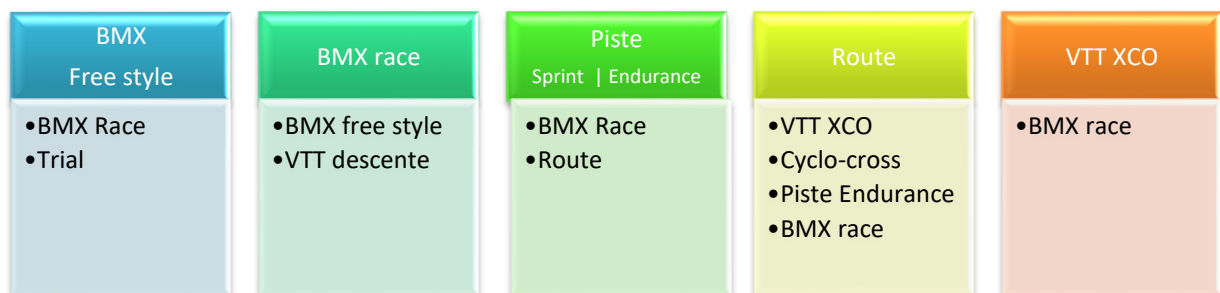 BMX
Free style
•BMX Race
•Trial
BMX race
•BMX free style
•VTT descente
Piste
Sprint | Endurance
•BMX Race
•Route
Route
•VTT XCO
•Cyclo-cross
•Piste Endurance
•BMX race
VTT XCO
•BMX race